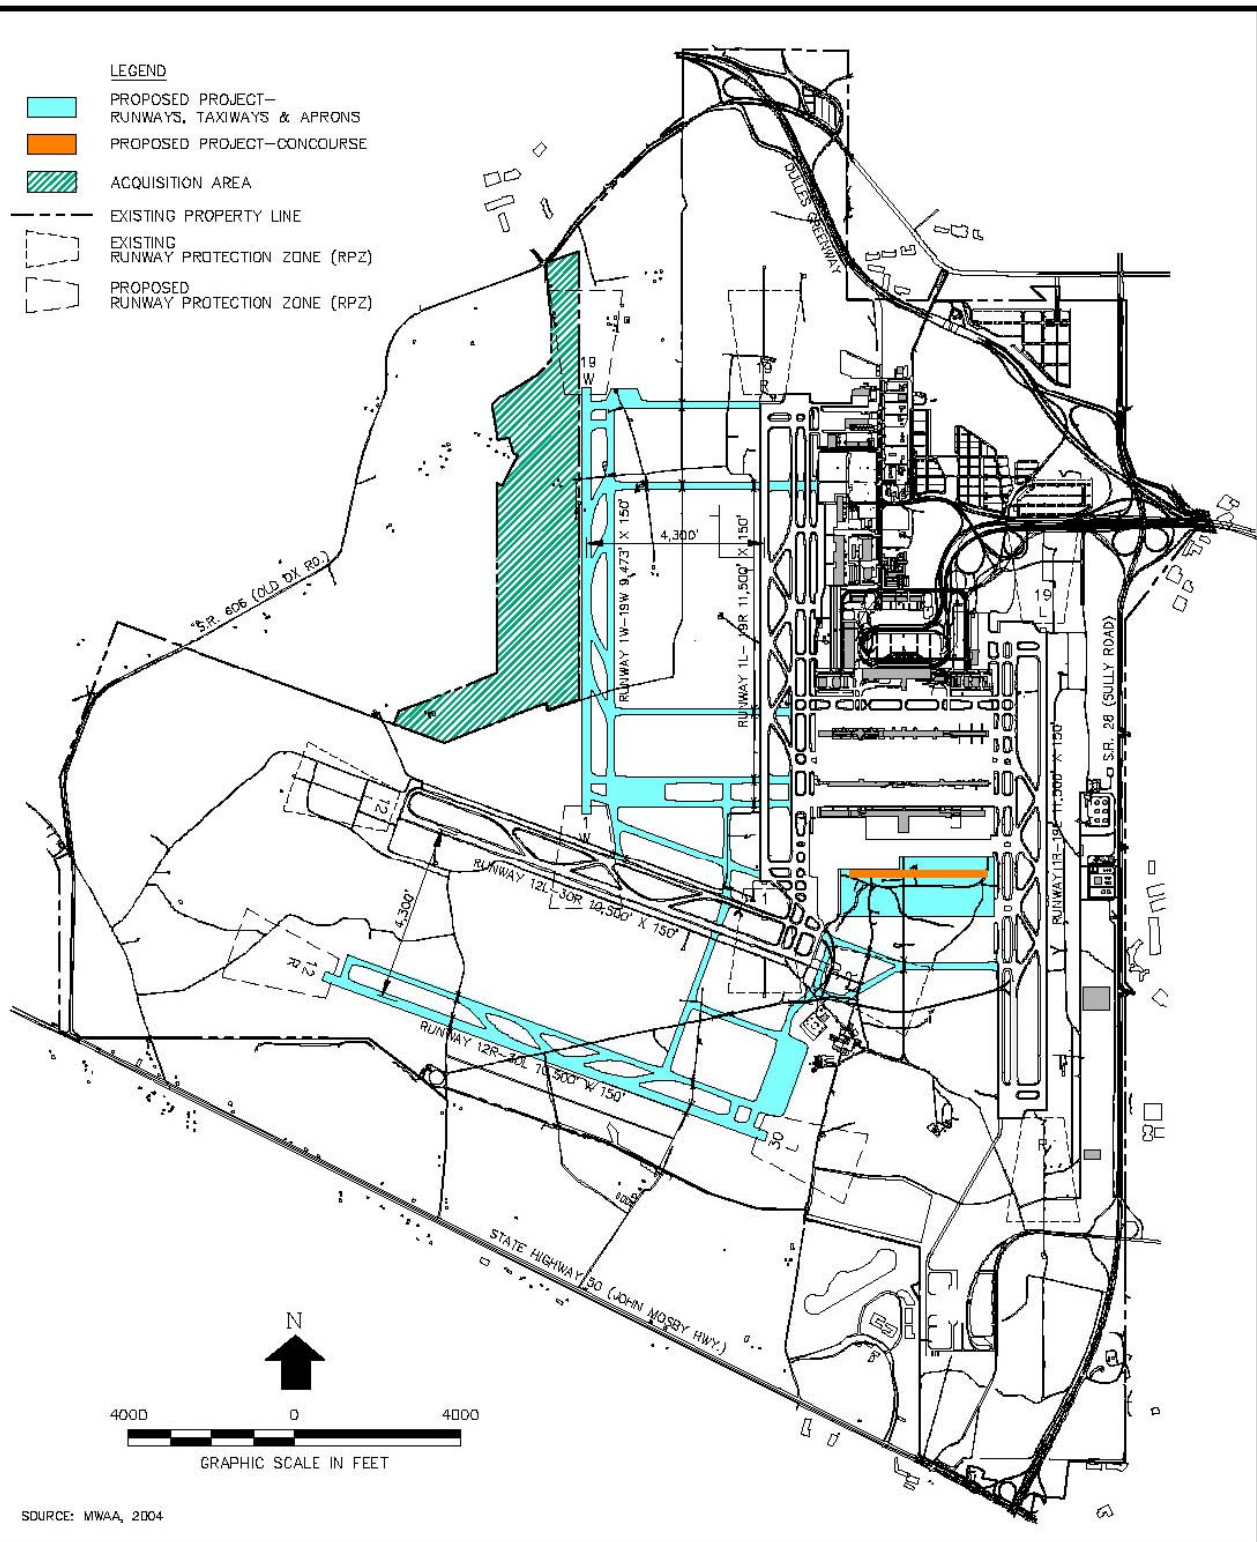 LEGEND
PROPOSED PROJECT-
RUNWAYS, TAXIWAYS & APRONS
PROPOSED PROJECT-CONCOURSE
ACQUISITION AREA
EXISTING PROPERTY LINE
EXISTING
RUNWAY PROTECTION ZONE (RPZ)
PROPOSED
RUNWAY PROTECTION ZONE (RPZ)
DULLES GREENWAY
19
W
19
R
S.R. 606 (OLD OX RD.)
4,300'
RUNWAY 1W-19W 9,473' X 150'
RUNWAY 1L-19R 11,500' X 150'
19
S.R. 28 (SULLY ROAD)
RUNWAY 1R-19L 11,500' X 150'
12
L
1
W
RUNWAY 12L-30R 10,500' X 150'
4,300'
1
12
R
RUNWAY 12R-30L 10,500' X 150'
30
L
R
STATE HIGHWAY 50 (JOHN MOSBY HWY.)
N
4000 0 4000
GRAPHIC SCALE IN FEET
SOURCE: MWAA, 2004